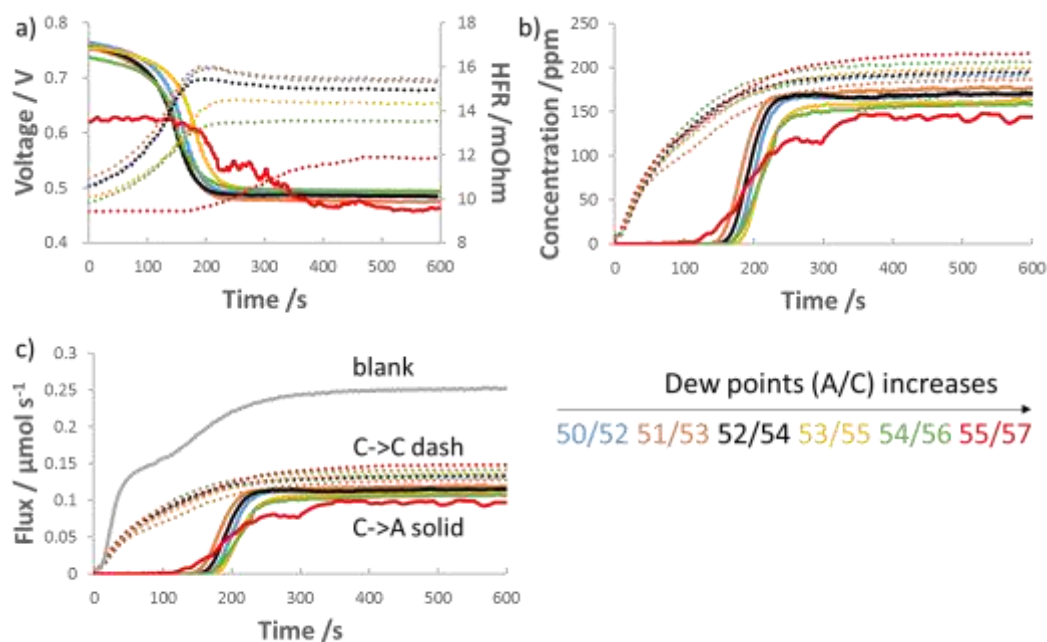 a)
0.8
0.7
0.6
0.5
0.4
Voltage / V
18
16
14
12
10
8
HFR /mOhm
0 100 200 300 400 500 600
Time /s
b)
250
200
150
100
50
0
Concentration /ppm
0 100 200 300 400 500 600
Time /s
c)
0.3
0.25
0.2
0.15
0.1
0.05
0
Flux / µmol s⁻¹
blank
C->C dash
C->A solid
0 100 200 300 400 500 600
Time /s
Dew points (A/C) increases
50/52 51/53 52/54 53/55 54/56 55/57